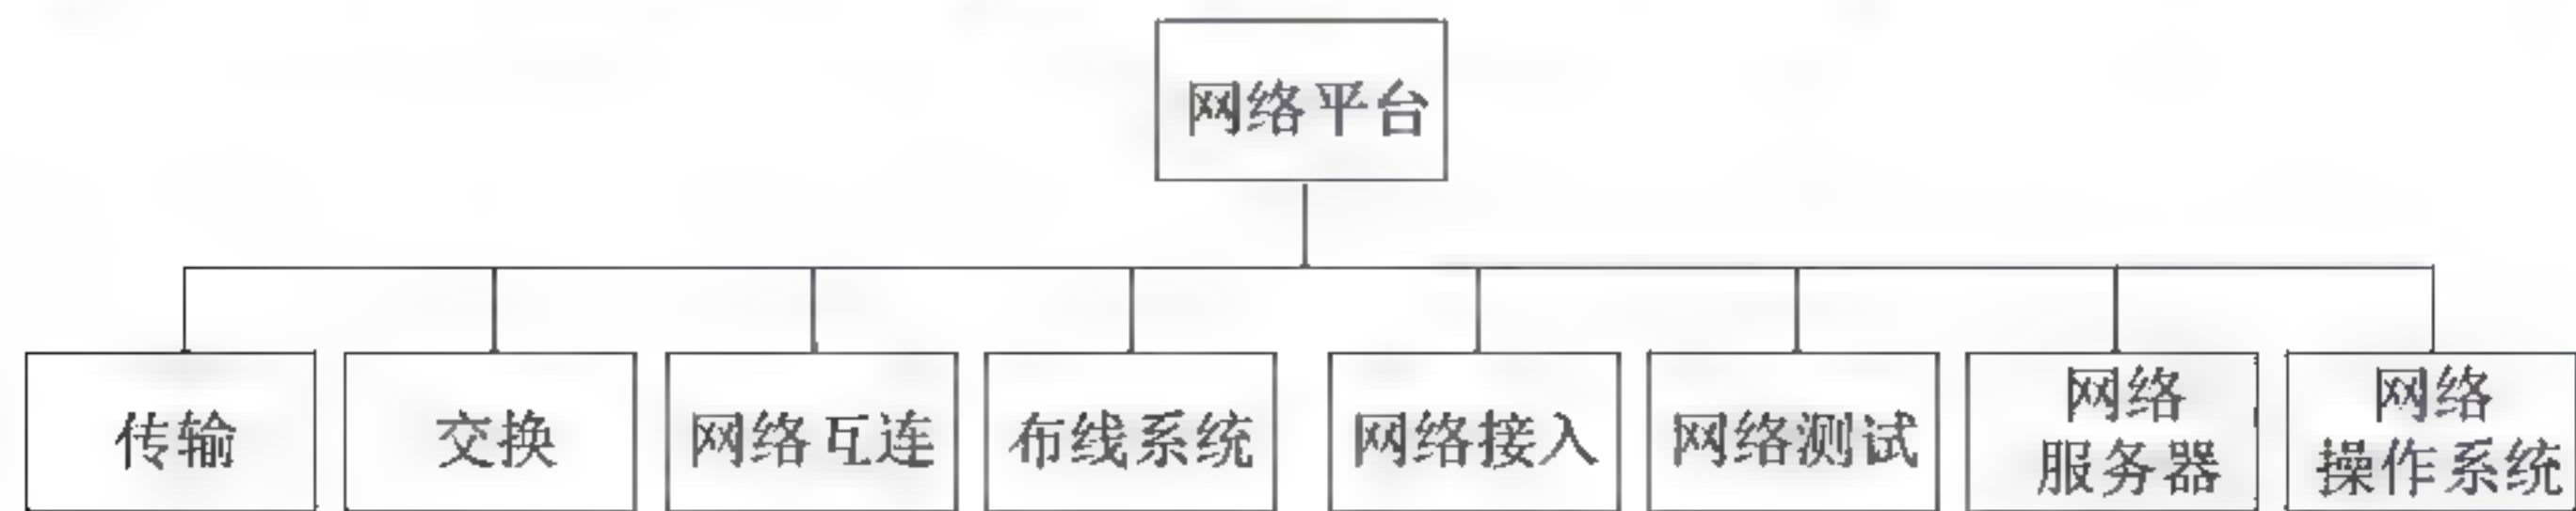 网络平台
传输
交换
网络互连
布线系统
网络接入
网络测试
网络
服务器
网络
操作系统